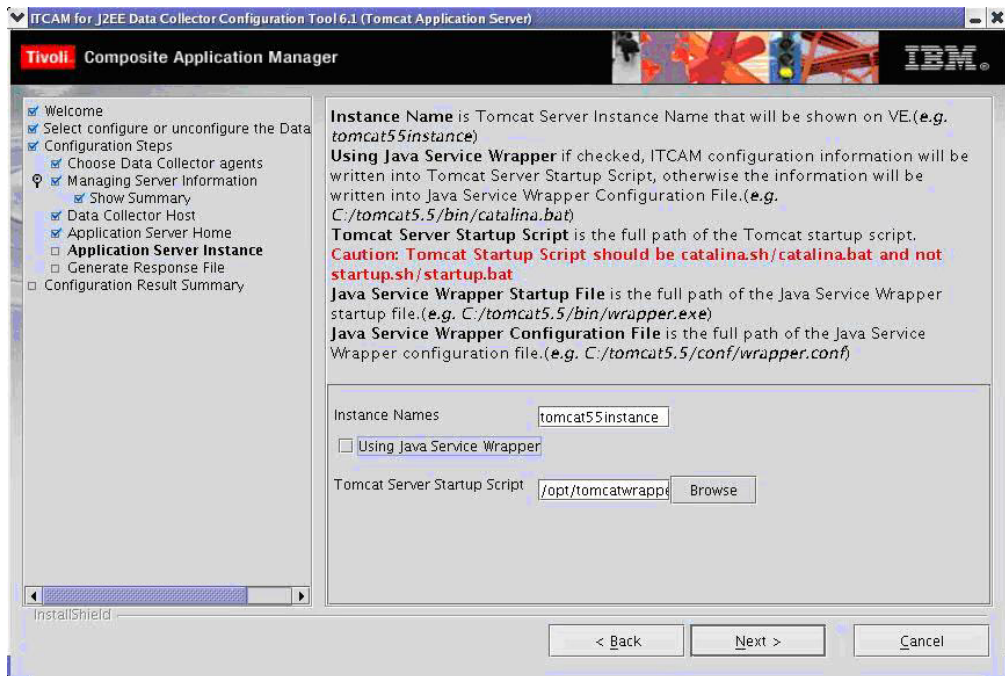 ITCAM for J2EE Data Collector Configuration Tool 6.1 (Tomcat Application Server)
Tivoli. Composite Application Manager
IBM®
Welcome
Select configure or unconfigure the Data
Configuration Steps
Choose Data Collector agents
Managing Server Information
Show Summary
Data Collector Host
Application Server Home
Application Server Instance
Generate Response File
Configuration Result Summary
Instance Name is Tomcat Server Instance Name that will be shown on VE.(e.g.
tomcat55instance)
Using Java Service Wrapper if checked, ITCAM configuration information will be
written into Tomcat Server Startup Script, otherwise the information will be
written into Java Service Wrapper Configuration File.(e.g.
C:/tomcat5.5/bin/catalina.bat)
Tomcat Server Startup Script is the full path of the Tomcat startup script.
Caution: Tomcat Startup Script should be catalina.sh/catalina.bat and not
startup.sh/startup.bat
Java Service Wrapper Startup File is the full path of the Java Service Wrapper
startup file.(e.g. C:/tomcat5.5/bin/wrapper.exe)
Java Service Wrapper Configuration File is the full path of the Java Service
Wrapper configuration file.(e.g. C:/tomcat5.5/conf/wrapper.conf)
Instance Names tomcat55instance
Using Java Service Wrapper
Tomcat Server Startup Script /opt/tomcatwrappe Browse
InstallShield
< Back Next > Cancel